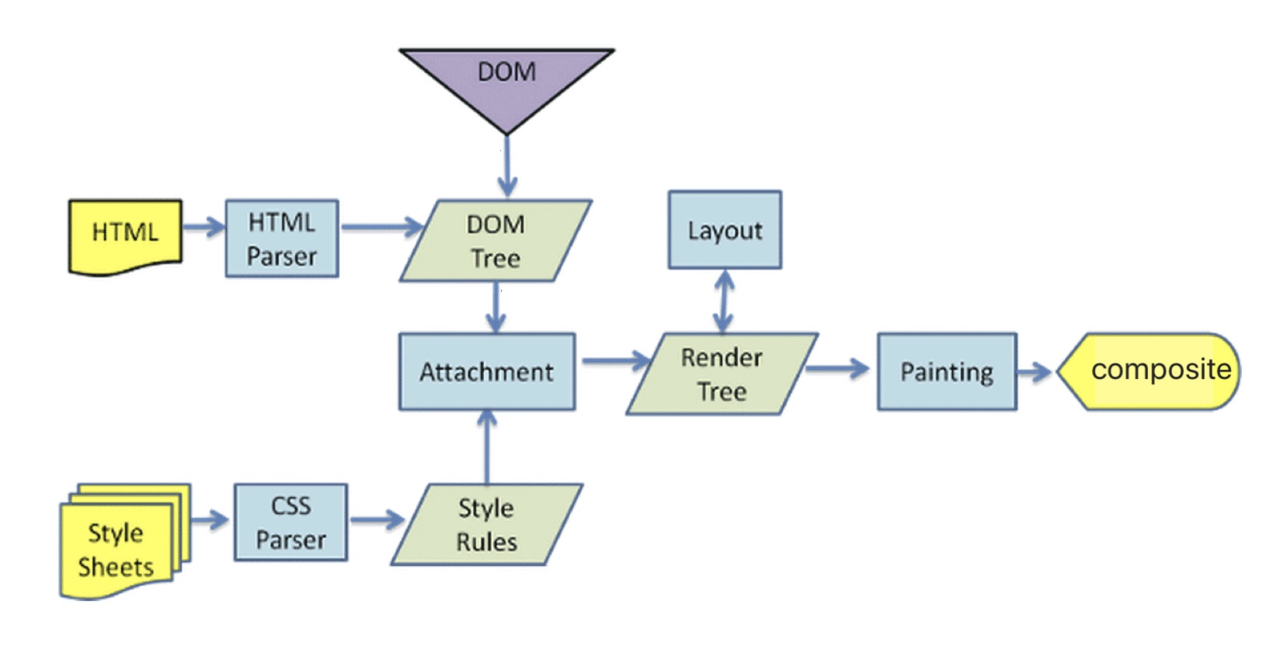 DOM
HTML
HTML
Parser
DOM
Tree
Layout
Attachment
Render
Tree
Painting
composite
Style
Sheets
CSS
Parser
Style
Rules